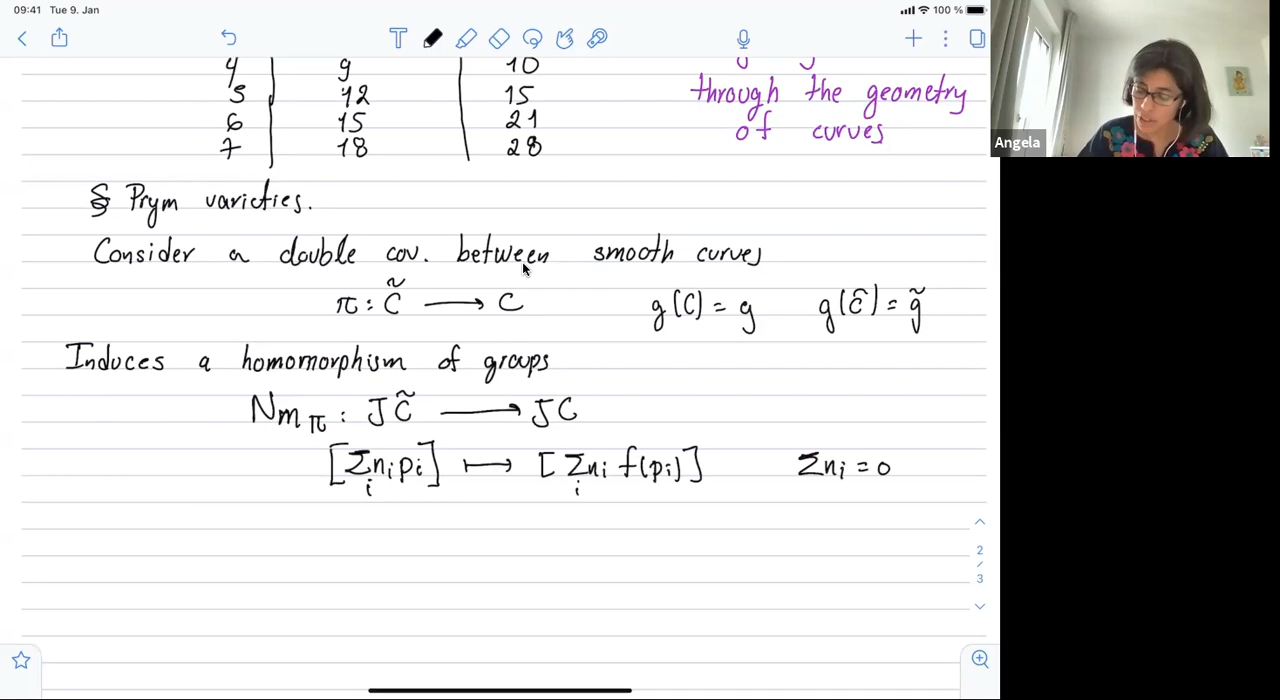 09:41 Tue 9. Jan 100 %
4 9 10
5 12 15
6 15 21
7 18 28
through the geometry
of curves
Angela
§ Prym varieties.
Consider a double cov. between smooth curves
π : C̃ ⟶ C g(C) = g g(C̃) = g̃
Induces a homomorphism of groups
Nm_π : JC̃ ⟶ JC
[Σ_i n_i p_i] ⟼ [Σ_i n_i f(p_i)] Σn_i = 0
2
/
3